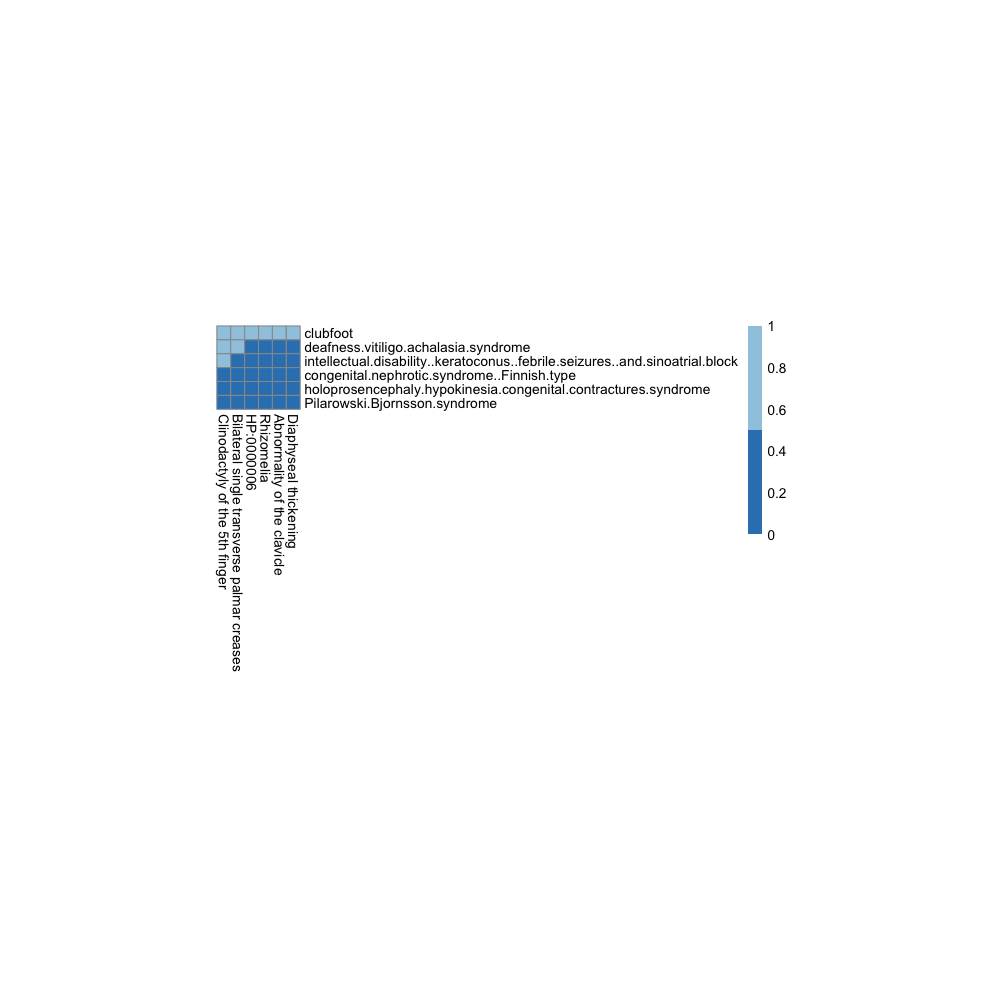 clubfoot
deafness.vitiligo.achalasia.syndrome
intellectual.disability..keratoconus..febrile.seizures..and.sinoatrial.block
congenital.nephrotic.syndrome..Finnish.type
holoprosencephaly.hypokinesia.congenital.contractures.syndrome
Pilarowski.Bjornsson.syndrome
Clinodactyly of the 5th finger
Bilateral single transverse palmar creases
HP:0000006
Rhizomelia
Abnormality of the clavicle
Diaphyseal thickening
1
0.8
0.6
0.4
0.2
0